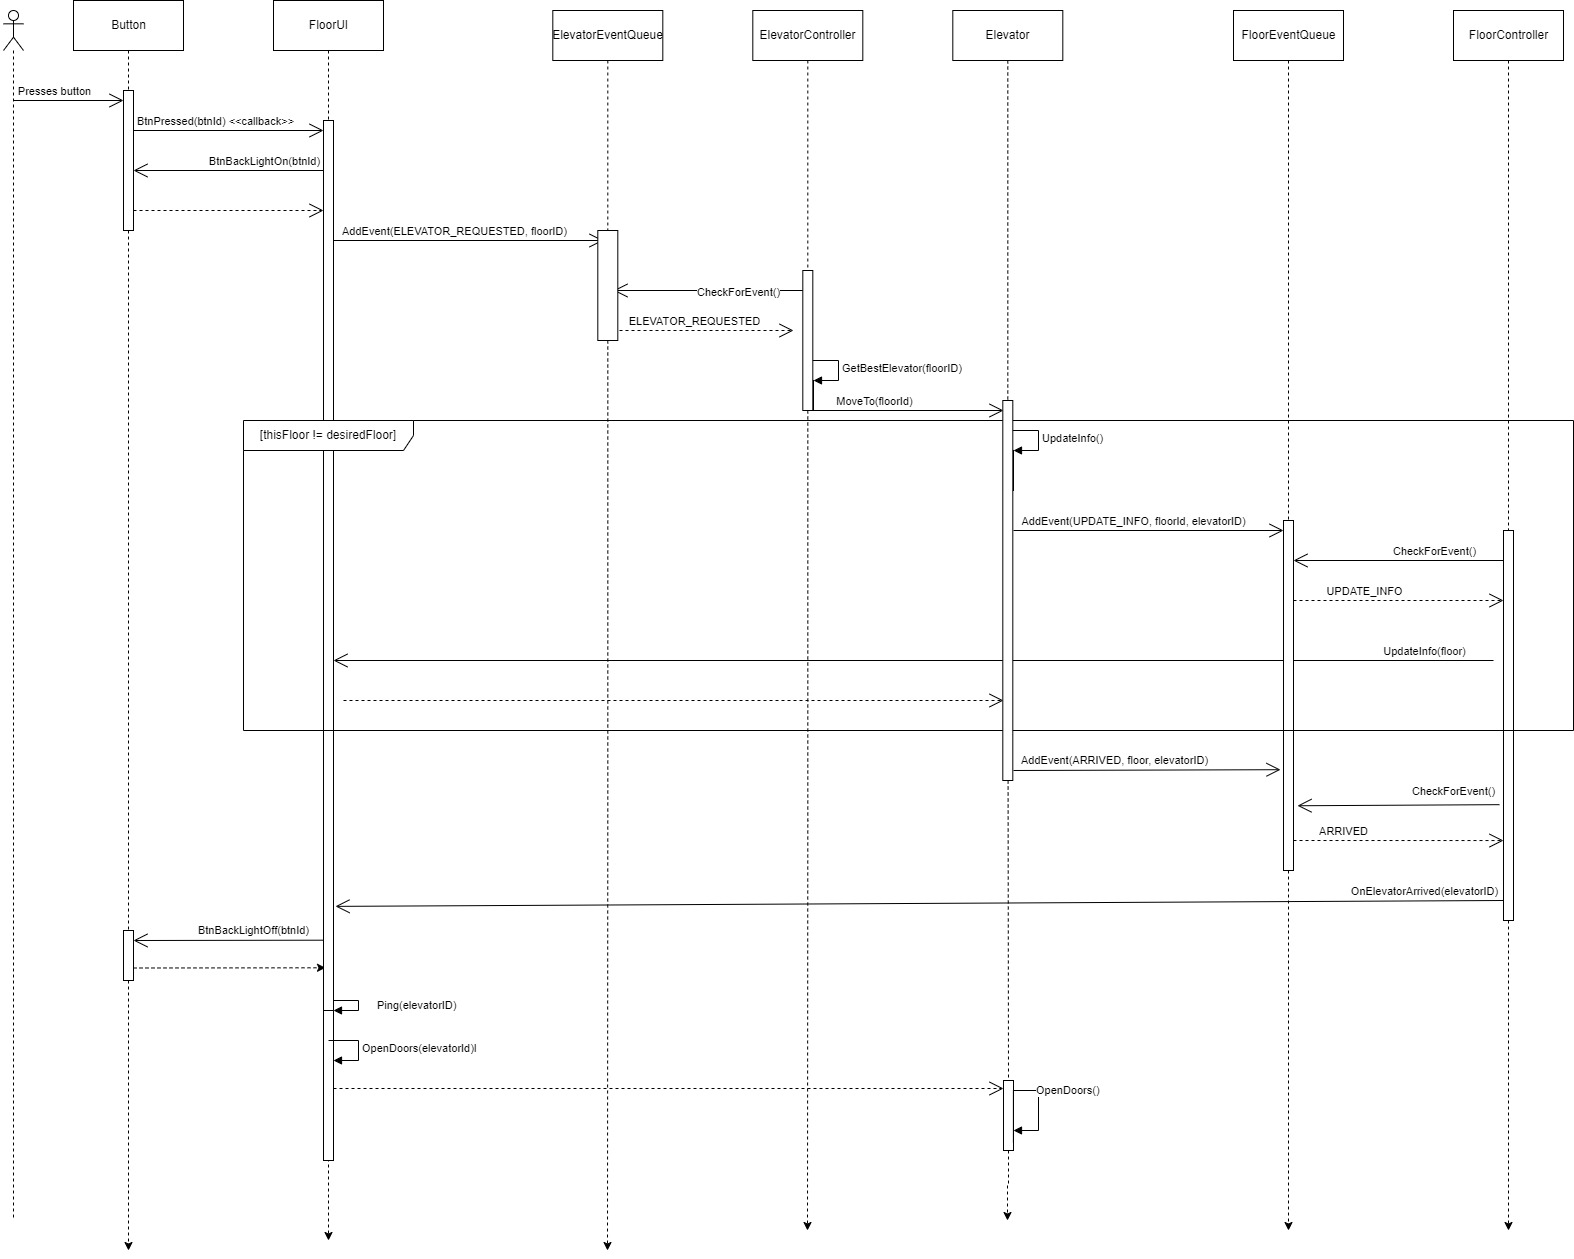 Button
FloorUI
ElevatorEventQueue
ElevatorController
Elevator
FloorEventQueue
FloorController
Presses button
BtnPressed(btnId) <<callback>>
BtnBackLightOn(btnId)
AddEvent(ELEVATOR_REQUESTED, floorID)
CheckForEvent()
ELEVATOR_REQUESTED
GetBestElevator(floorID)
MoveTo(floorId)
[thisFloor != desiredFloor]
UpdateInfo()
AddEvent(UPDATE_INFO, floorId, elevatorID)
CheckForEvent()
UPDATE_INFO
UpdateInfo(floor)
AddEvent(ARRIVED, floor, elevatorID)
CheckForEvent()
ARRIVED
OnElevatorArrived(elevatorID)
BtnBackLightOff(btnId)
Ping(elevatorID)
OpenDoors(elevatorId)l
OpenDoors()